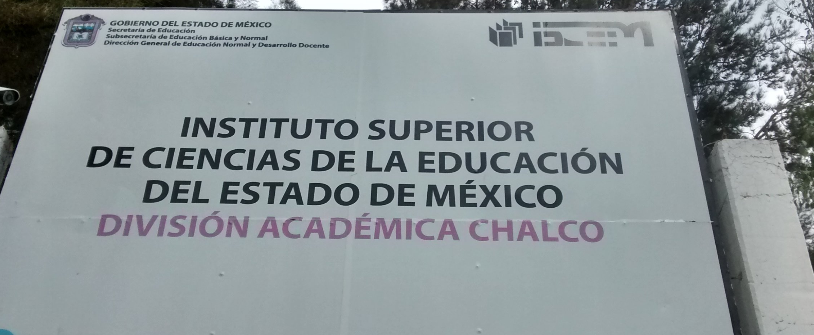 GOBIERNO DEL ESTADO DE MÉXICO
Secretaría de Educación
Subsecretaría de Educación Básica y Normal
Dirección General de Educación Normal y Desarrollo Docente
ISCEEM
INSTITUTO SUPERIOR
DE CIENCIAS DE LA EDUCACIÓN
DEL ESTADO DE MÉXICO
DIVISIÓN ACADÉMICA CHALCO